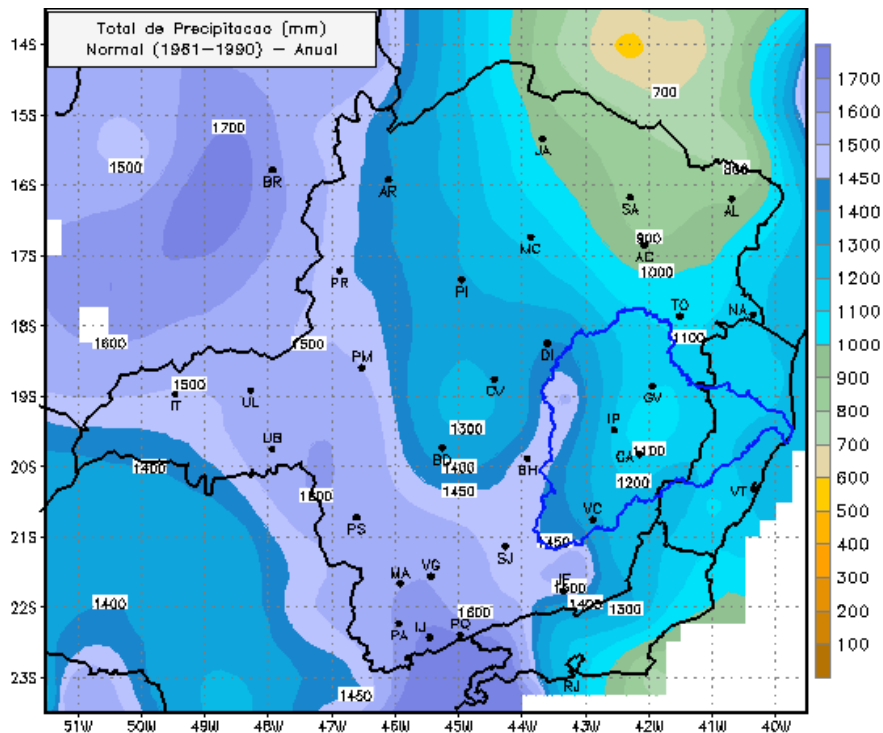 Total de Precipitacao (mm)
Normal (1961–1990) – Anual
14S
15S
16S
17S
18S
19S
20S
21S
22S
23S
51W
50W
49W
48W
47W
46W
45W
44W
43W
42W
41W
40W
1700
1600
1500
1450
1400
1300
1200
1100
1000
900
800
700
600
500
400
300
200
100
700
1700
1500
JA
800
BR
AR
SA
AL
900
MC
AC
1000
PR
PI
TO
NA
1600
1500
1100
DI
PM
1500
IT
UL
CV
GV
1300
IP
UB
BD
1400
BH
CA
1100
1400
1450
1200
VT
VC
PS
1450
SJ
MA
VG
JF
1500
1400
1300
1400
1600
PA
IJ
PQ
1450
RJ